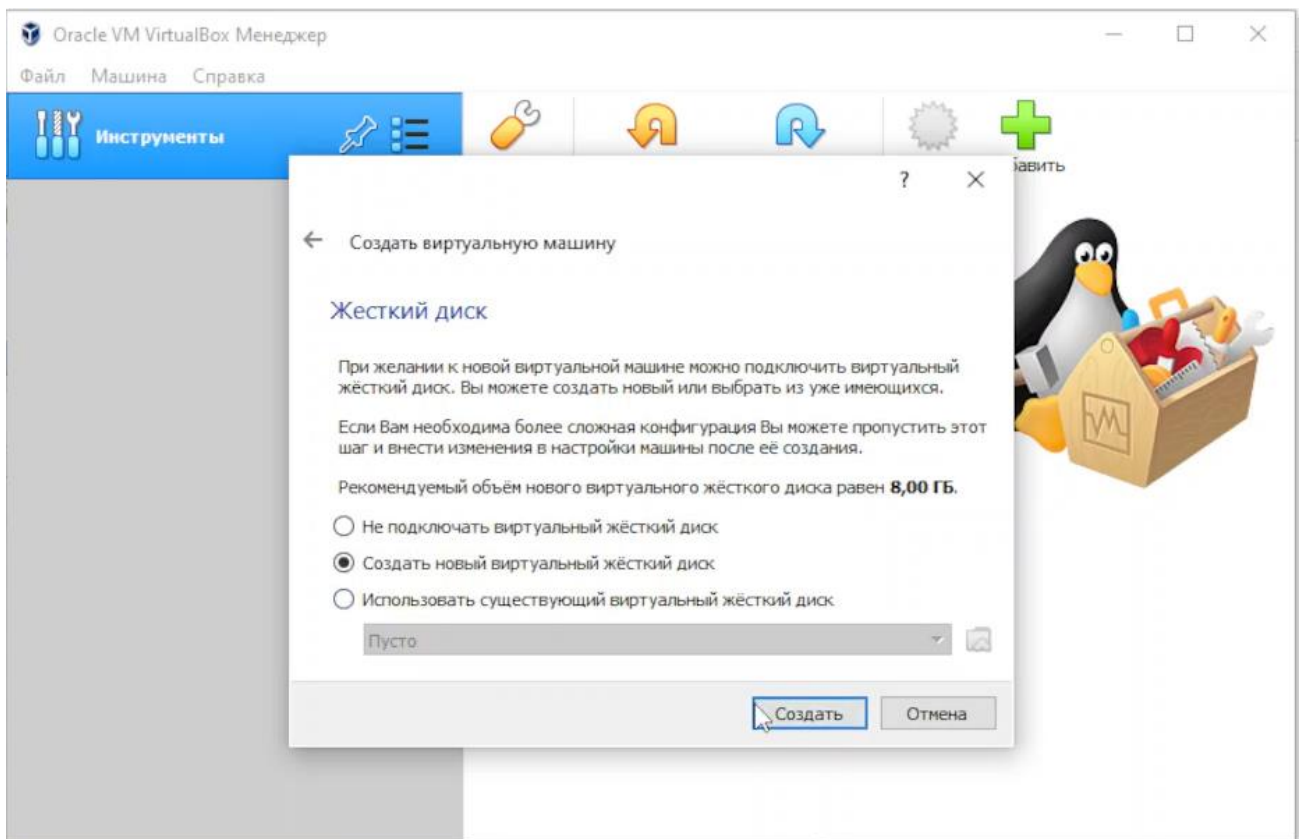 Oracle VM VirtualBox Менеджер
Файл Машина Справка
Инструменты
?
Создать виртуальную машину
Жесткий диск
При желании к новой виртуальной машине можно подключить виртуальный
жёсткий диск. Вы можете создать новый или выбрать из уже имеющихся.
Если Вам необходима более сложная конфигурация Вы можете пропустить этот
шаг и внести изменения в настройки машины после её создания.
Рекомендуемый объём нового виртуального жёсткого диска равен 8,00 ГБ.
Не подключать виртуальный жёсткий диск
Создать новый виртуальный жёсткий диск
Использовать существующий виртуальный жёсткий диск
Пусто
Создать Отмена